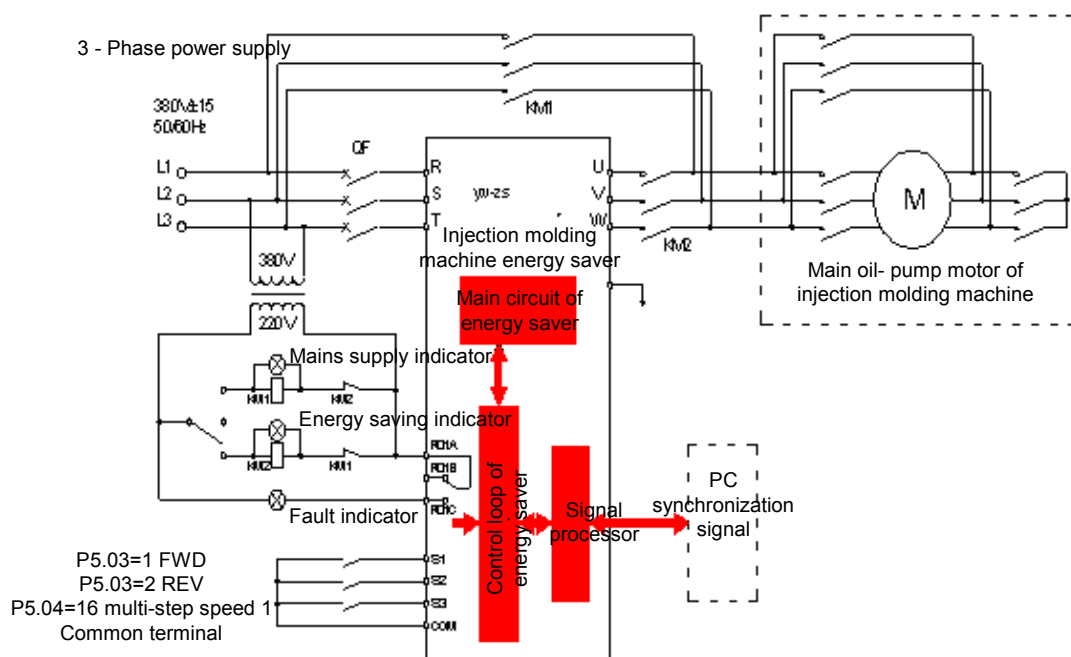 3 - Phase power supply
380V±15
50/60Hz
KM1
QF
L1
L2
L3
R
S
T
U
V
W
yw-zs
M
KM2
Injection molding
machine energy saver
Main oil- pump motor of
injection molding machine
380V
220V
Main circuit of
energy saver
Mains supply indicator
KM1
KM2
Energy saving indicator
KM2
KM1
RO1A
RO1B
RO1C
Fault indicator
Control loop of
energy saver
Signal
processor
PC
synchronization
signal
P5.03=1 FWD
P5.03=2 REV
P5.04=16 multi-step speed 1
Common terminal
S1
S2
S3
COM